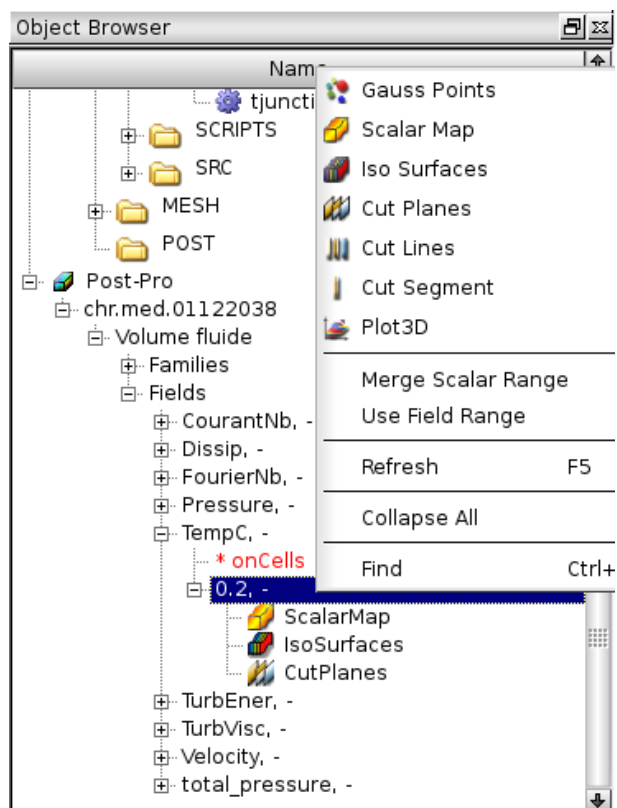 Object Browser
Name
tjuncti
SCRIPTS
SRC
MESH
POST
Post-Pro
chr.med.01122038
Volume fluide
Families
Fields
CourantNb, -
Dissip, -
FourierNb, -
Pressure, -
TempC, -
* onCells
0.2, -
ScalarMap
IsoSurfaces
CutPlanes
TurbEner, -
TurbVisc, -
Velocity, -
total_pressure, -
Gauss Points
Scalar Map
Iso Surfaces
Cut Planes
Cut Lines
Cut Segment
Plot3D
Merge Scalar Range
Use Field Range
Refresh F5
Collapse All
Find Ctrl+